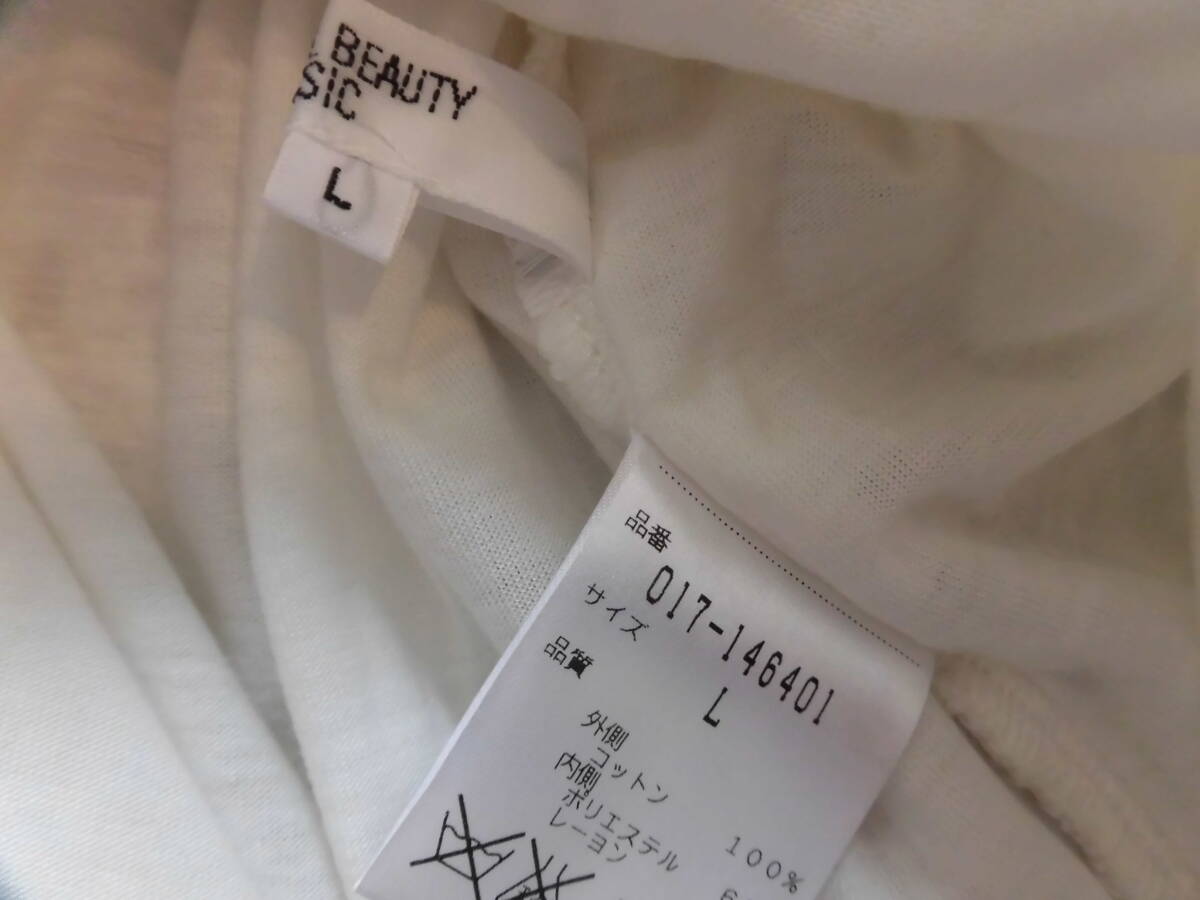 BEAUTY
SIC
L
品番
017-146401
サイズ
L
品質
外側
コットン 100%
内側
ポリエステル 6
レーヨン